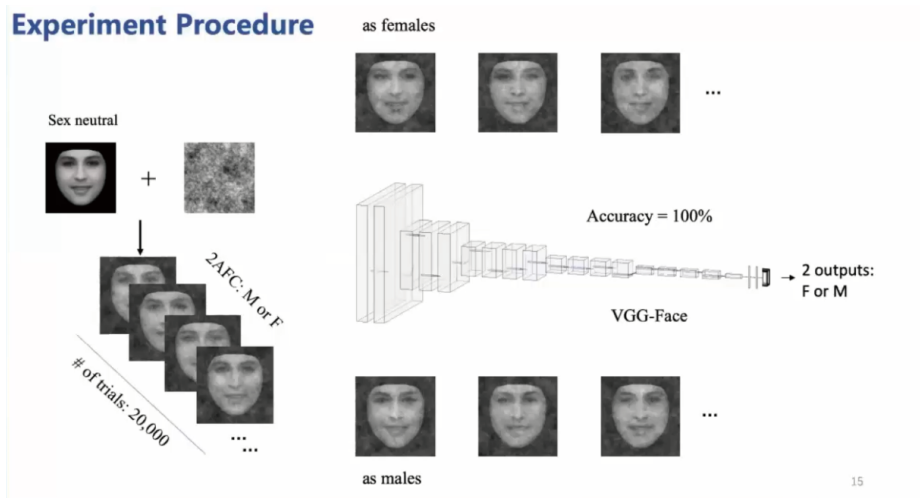 Experiment Procedure
as females
...
Sex neutral
+
Accuracy = 100%
2AFC: M or F
2 outputs:
F or M
VGG-Face
# of trials: 20,000
...
...
...
as males
15